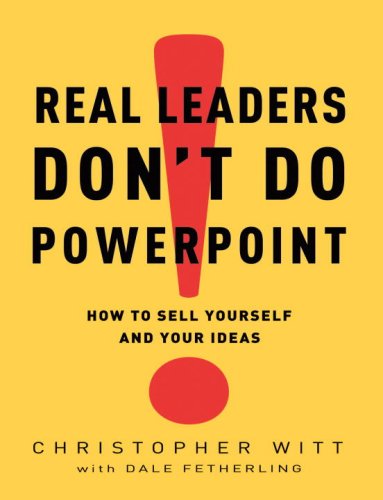 REAL LEADERS
DON'T DO
POWERPOINT
HOW TO SELL YOURSELF
AND YOUR IDEAS
CHRISTOPHER WITT
with DALE FETHERLING